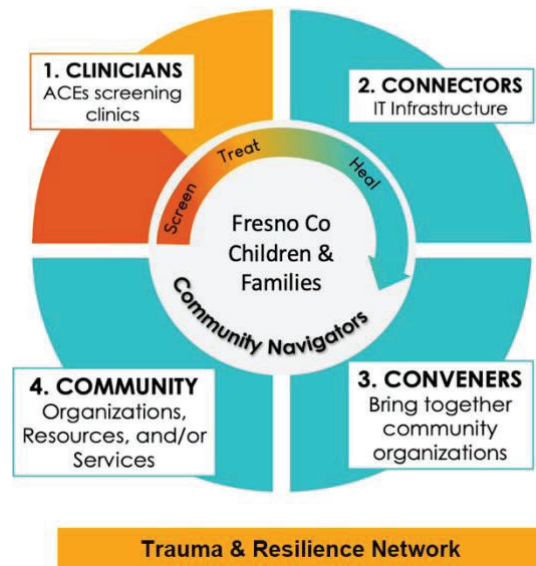 1. CLINICIANS
ACEs screening
clinics
2. CONNECTORS
IT Infrastructure
Screen
Treat
Heal
Fresno Co
Children &
Families
Community Navigators
4. COMMUNITY
Organizations,
Resources, and/or
Services
3. CONVENERS
Bring together
community
organizations
Trauma & Resilience Network